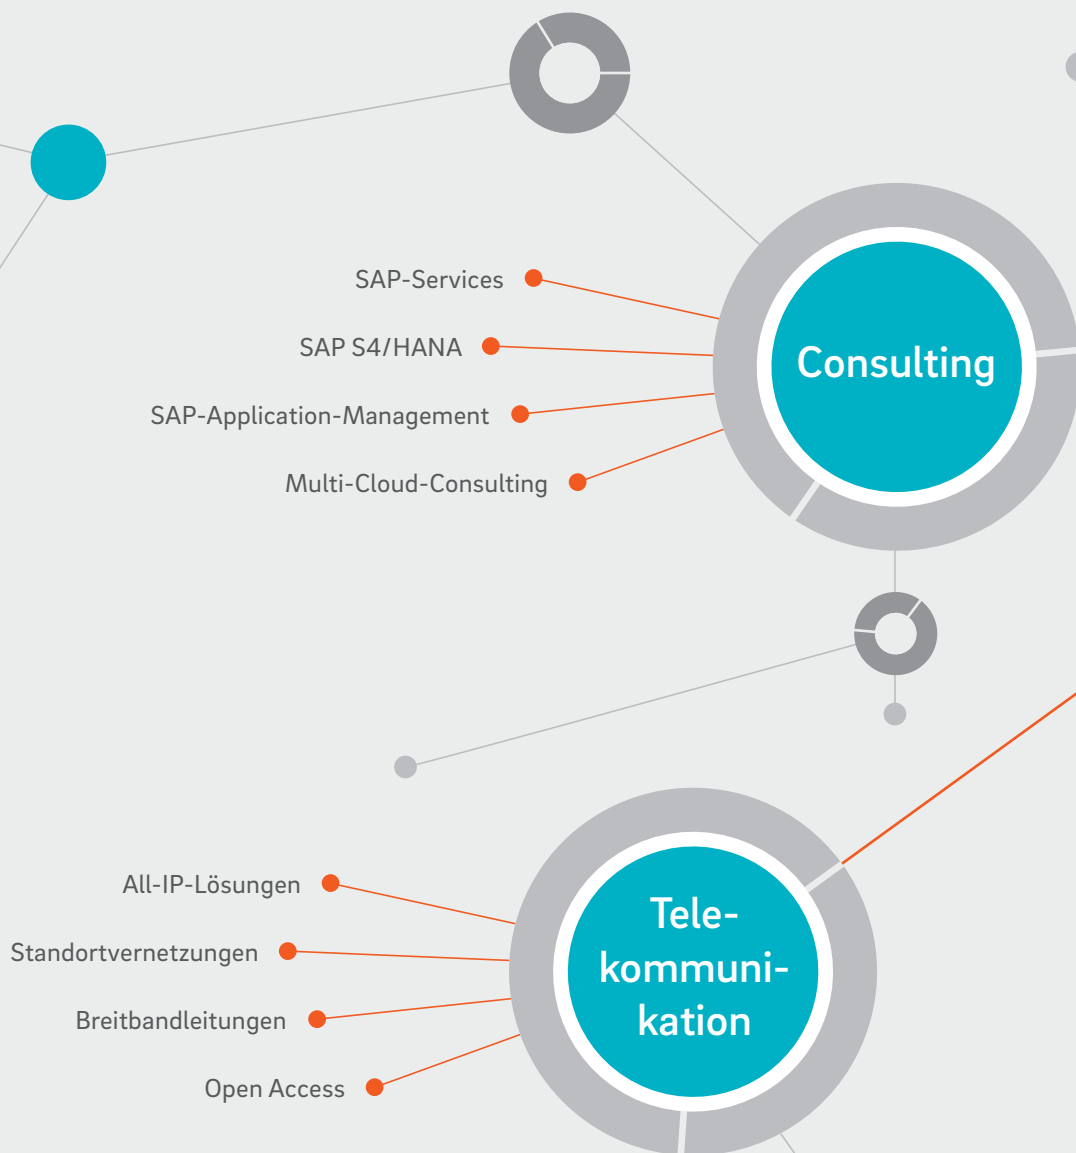 SAP-Services
SAP S4/HANA
SAP-Application-Management
Multi-Cloud-Consulting
Consulting
All-IP-Lösungen
Standortvernetzungen
Breitbandleitungen
Open Access
Tele-
kommuni-
kation